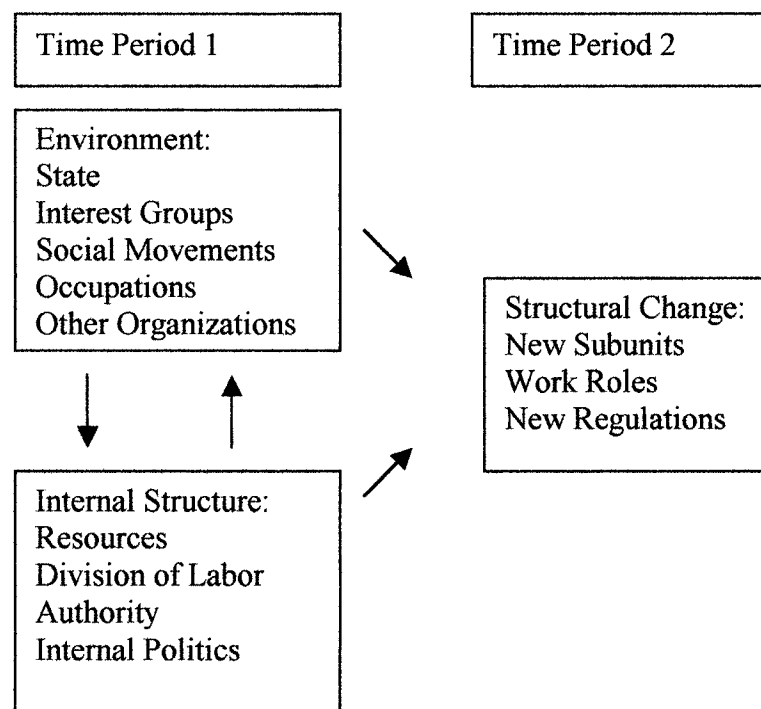 Time Period 1
Time Period 2
Environment:
State
Interest Groups
Social Movements
Occupations
Other Organizations
Structural Change:
New Subunits
Work Roles
New Regulations
Internal Structure:
Resources
Division of Labor
Authority
Internal Politics